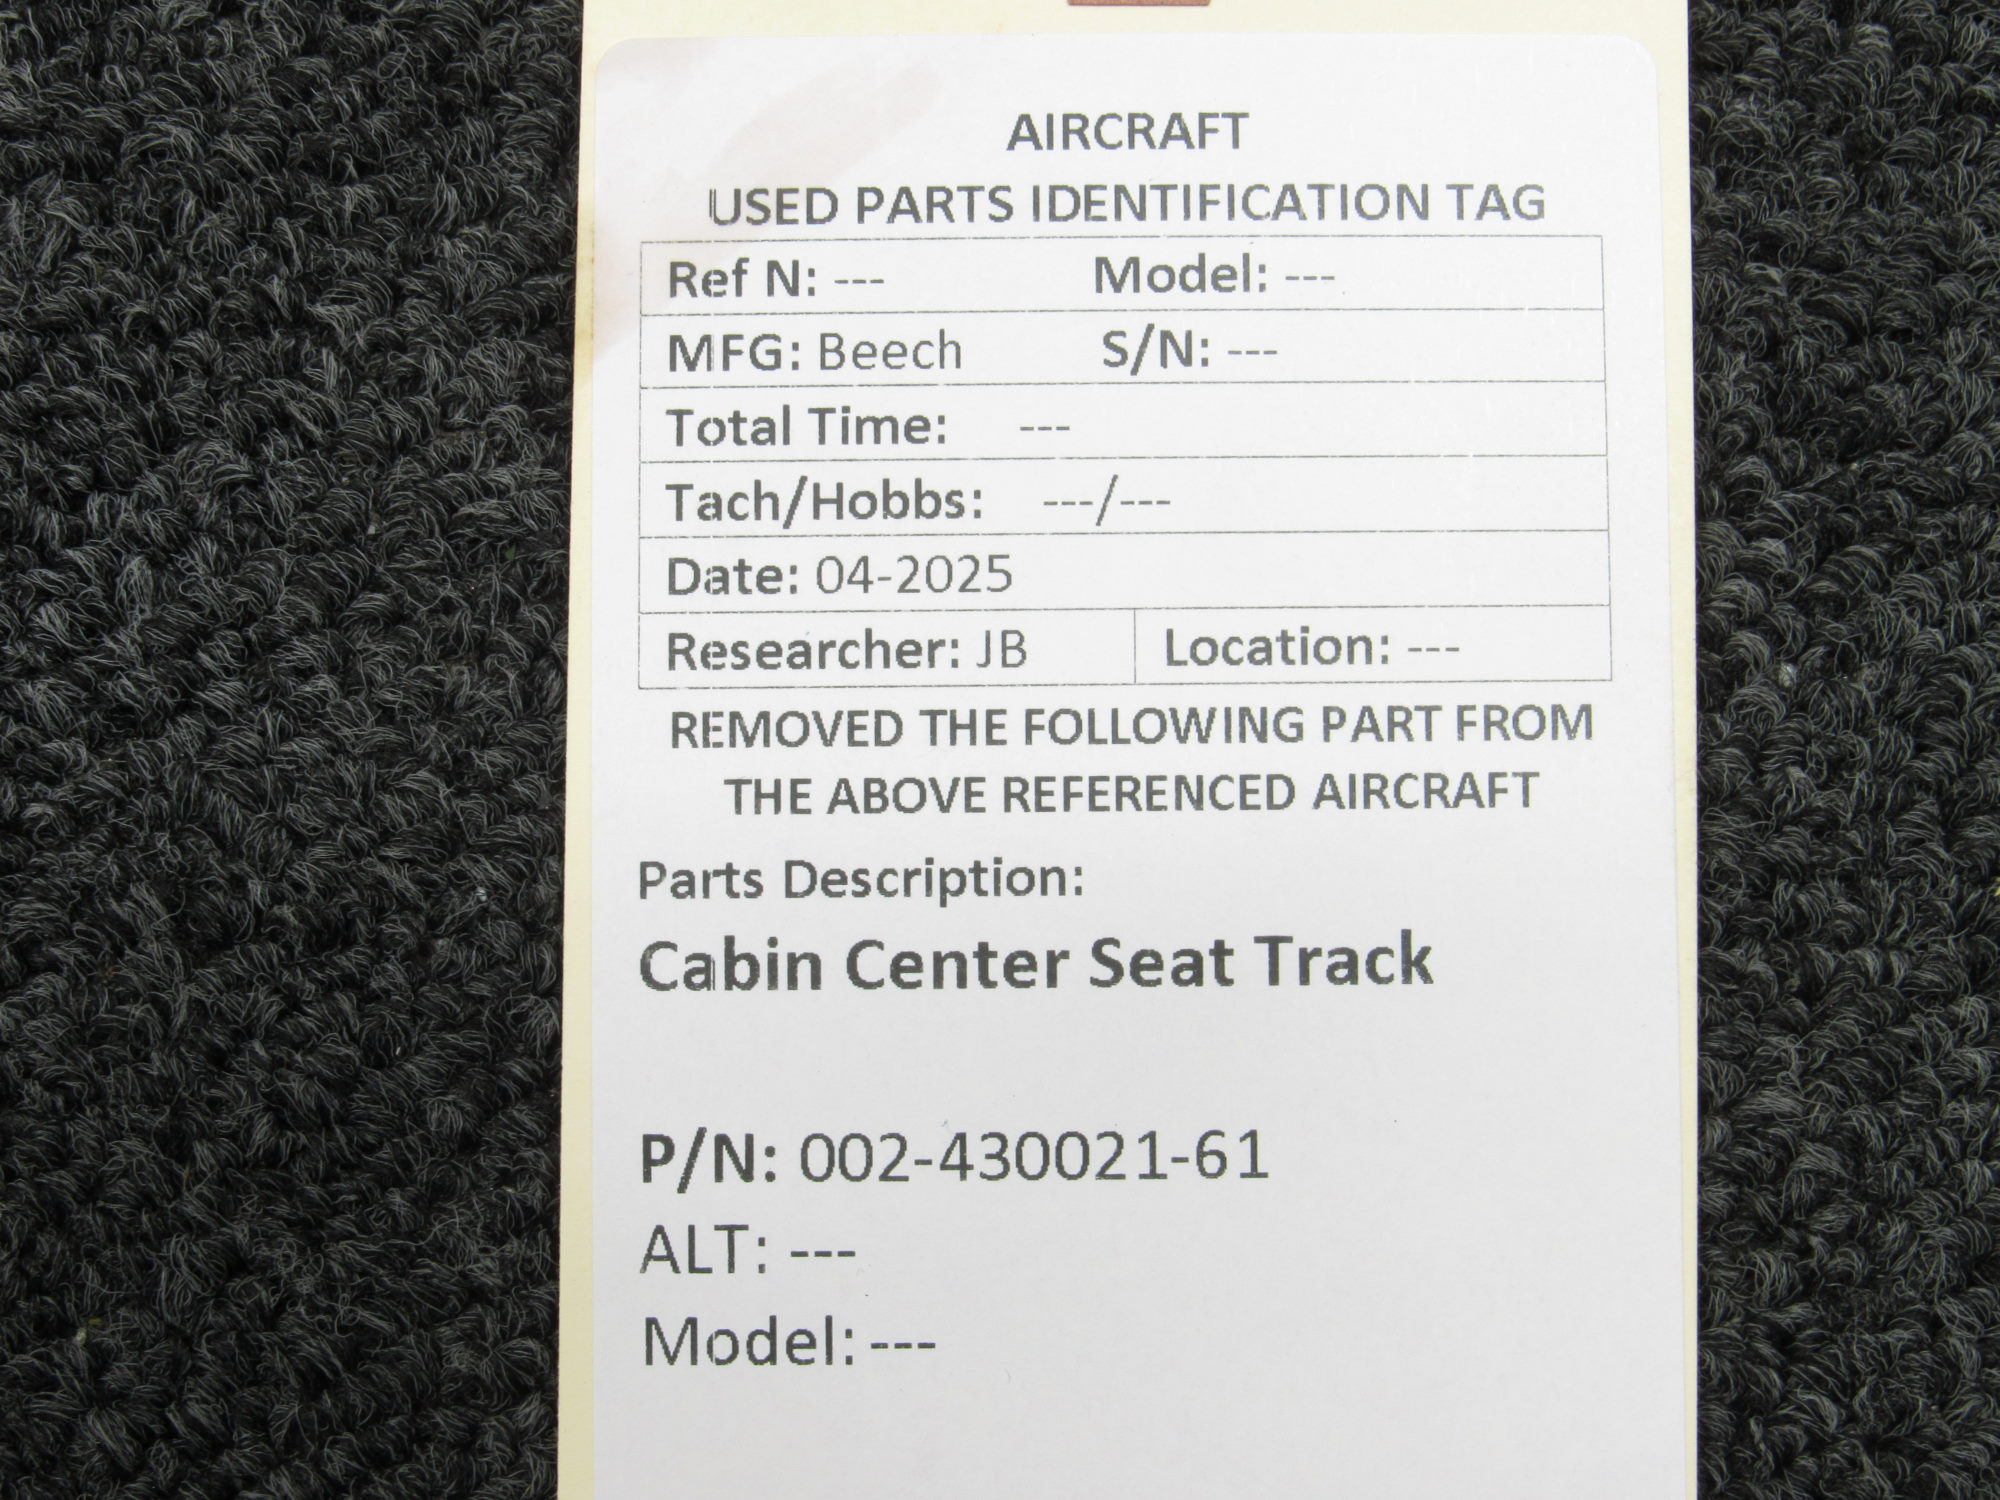 AIRCRAFT
USED PARTS IDENTIFICATION TAG
Ref N: --- Model: ---
MFG: Beech S/N: ---
Total Time: ---
Tach/Hobbs: ---/---
Date: 04-2025
Researcher: JB Location: ---
REMOVED THE FOLLOWING PART FROM
THE ABOVE REFERENCED AIRCRAFT
Parts Description:
Cabin Center Seat Track
P/N: 002-430021-61
ALT: ---
Model: ---